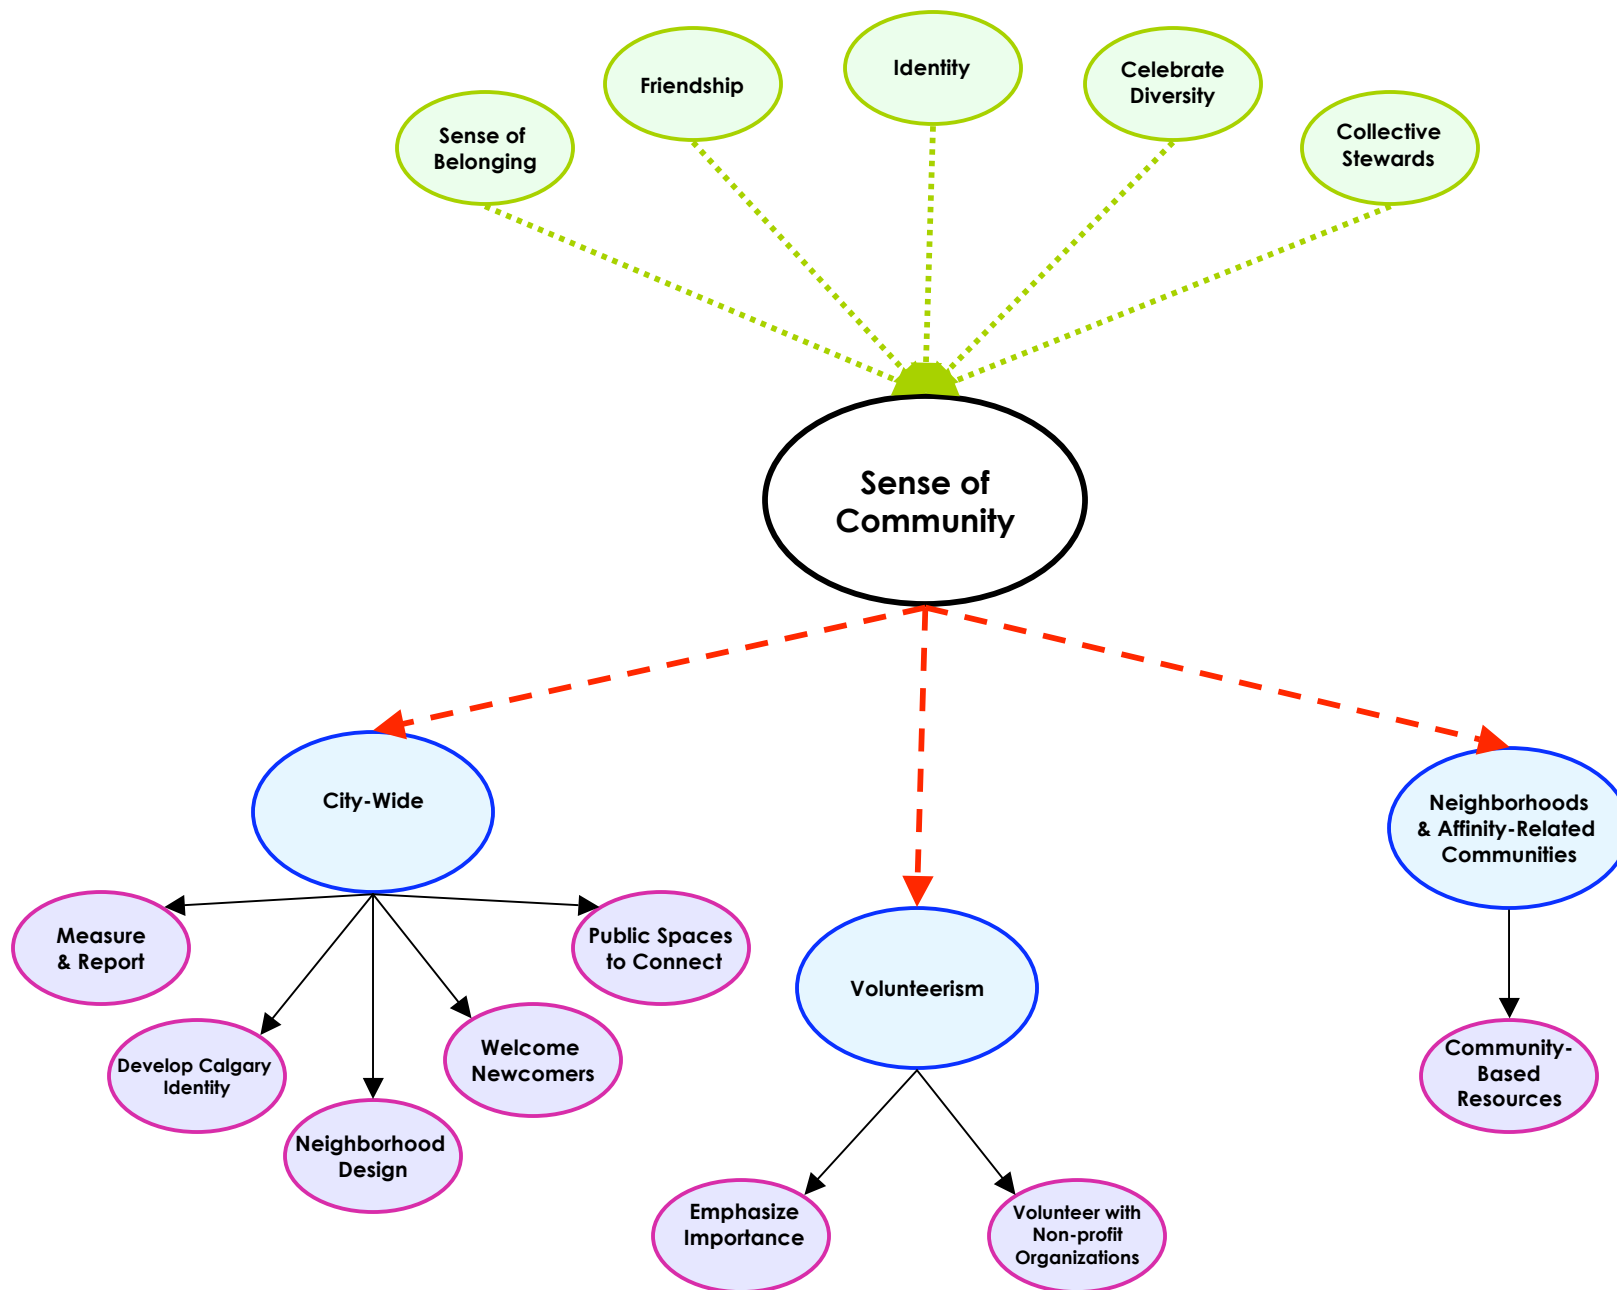 Identity
Friendship
Celebrate
Diversity
Sense of
Belonging
Collective
Stewards
Sense of
Community
City-Wide
Neighborhoods
& Affinity-Related
Communities
Volunteerism
Measure
& Report
Public Spaces
to Connect
Develop Calgary
Identity
Welcome
Newcomers
Neighborhood
Design
Community-
Based
Resources
Emphasize
Importance
Volunteer with
Non-profit
Organizations